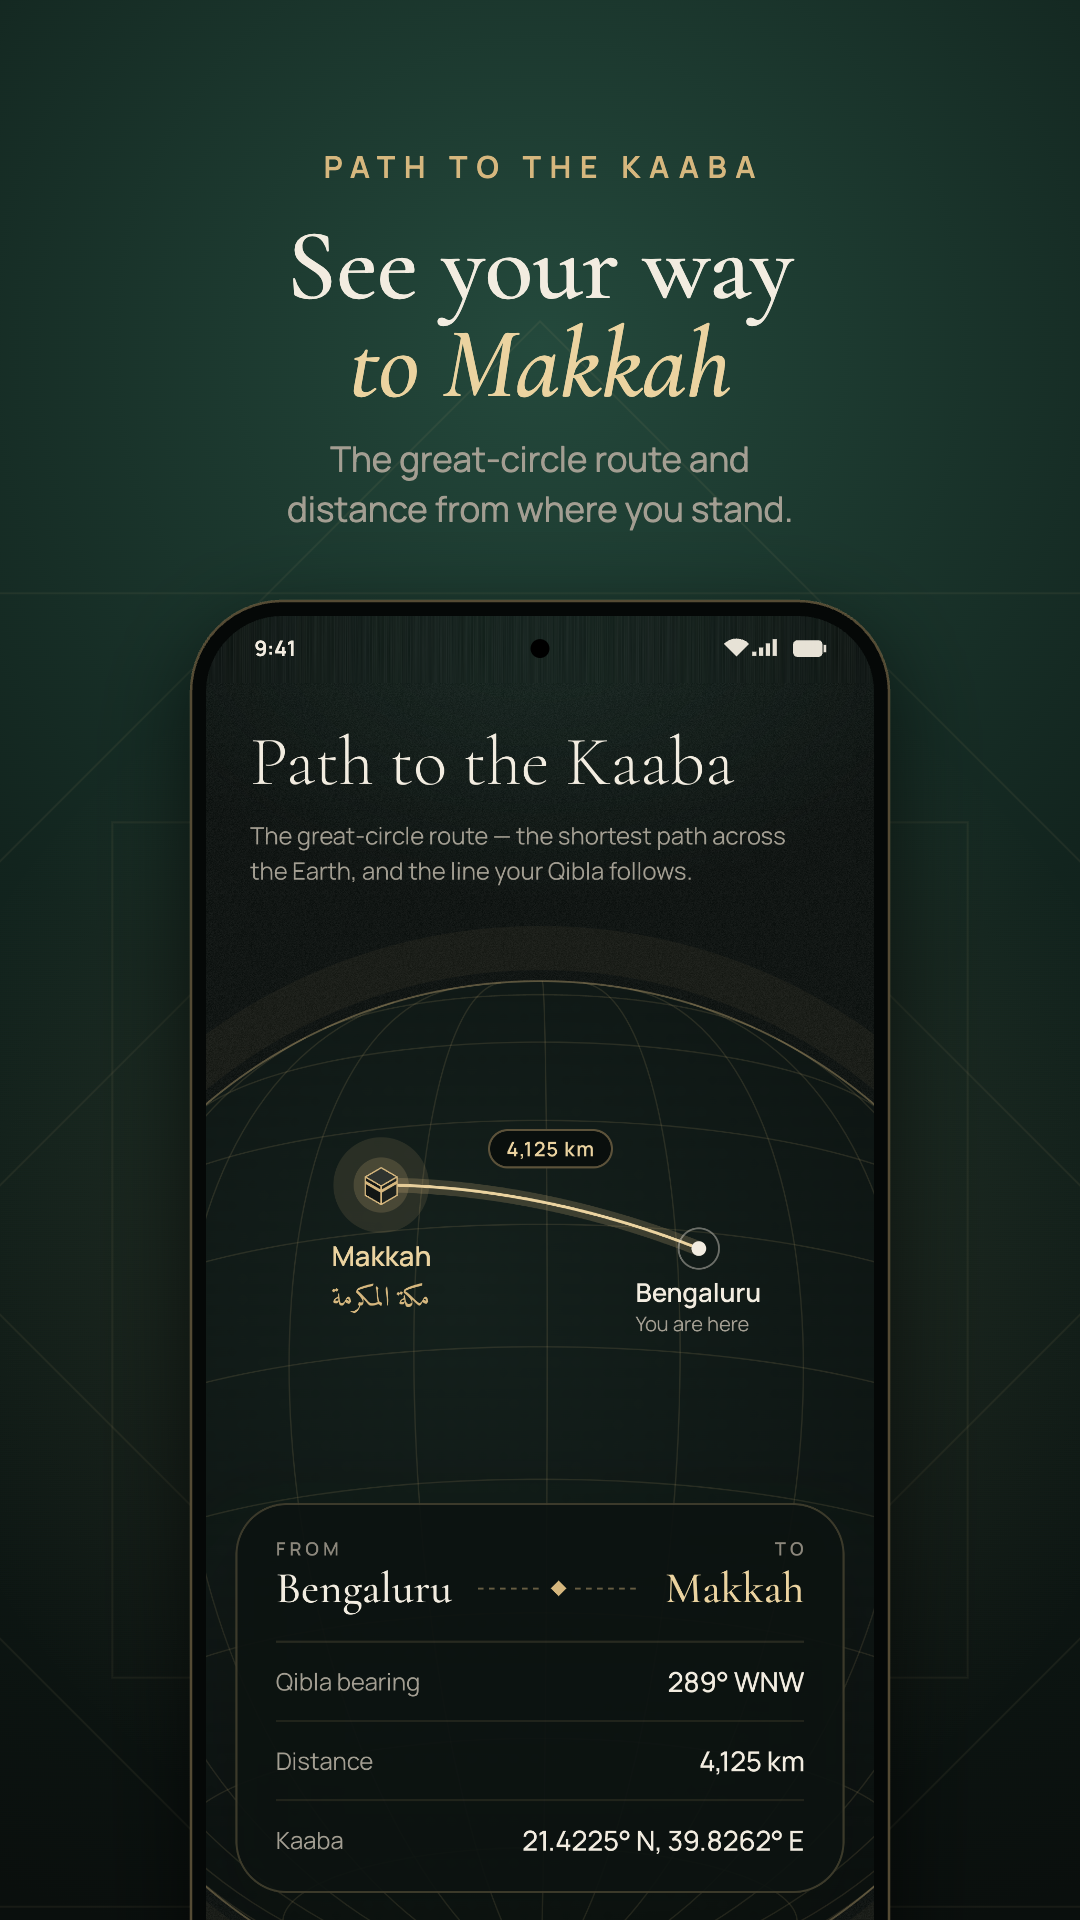 PATH TO THE KAABA
See your way
to Makkah
The great-circle route and
distance from where you stand.
9:41
Path to the Kaaba
The great-circle route — the shortest path across
the Earth, and the line your Qibla follows.
4,125 km
Makkah
مكة المكرمة
Bengaluru
You are here
FROM
TO
Bengaluru
Makkah
Qibla bearing
289° WNW
Distance
4,125 km
Kaaba
21.4225° N, 39.8262° E